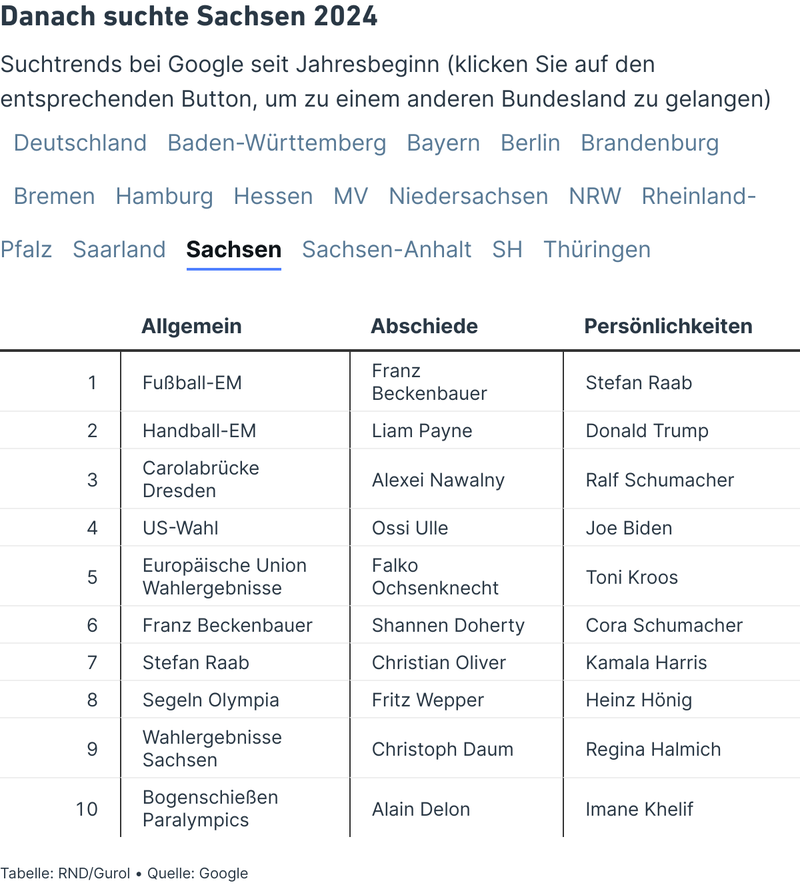 Danach suchte Sachsen 2024
Suchtrends bei Google seit Jahresbeginn (klicken Sie auf den
entsprechenden Button, um zu einem anderen Bundesland zu gelangen)
Deutschland Baden-Württemberg Bayern Berlin Brandenburg
Bremen Hamburg Hessen MV Niedersachsen NRW Rheinland-
Pfalz Saarland Sachsen Sachsen-Anhalt SH Thüringen
Allgemein Abschiede Persönlichkeiten
1 Fußball-EM Franz Beckenbauer Stefan Raab
2 Handball-EM Liam Payne Donald Trump
3 Carolabrücke Dresden Alexei Nawalny Ralf Schumacher
4 US-Wahl Ossi Ulle Joe Biden
5 Europäische Union Wahlergebnisse Falko Ochsenknecht Toni Kroos
6 Franz Beckenbauer Shannen Doherty Cora Schumacher
7 Stefan Raab Christian Oliver Kamala Harris
8 Segeln Olympia Fritz Wepper Heinz Hönig
9 Wahlergebnisse Sachsen Christoph Daum Regina Halmich
10 Bogenschießen Paralympics Alain Delon Imane Khelif
Tabelle: RND/Gurol • Quelle: Google